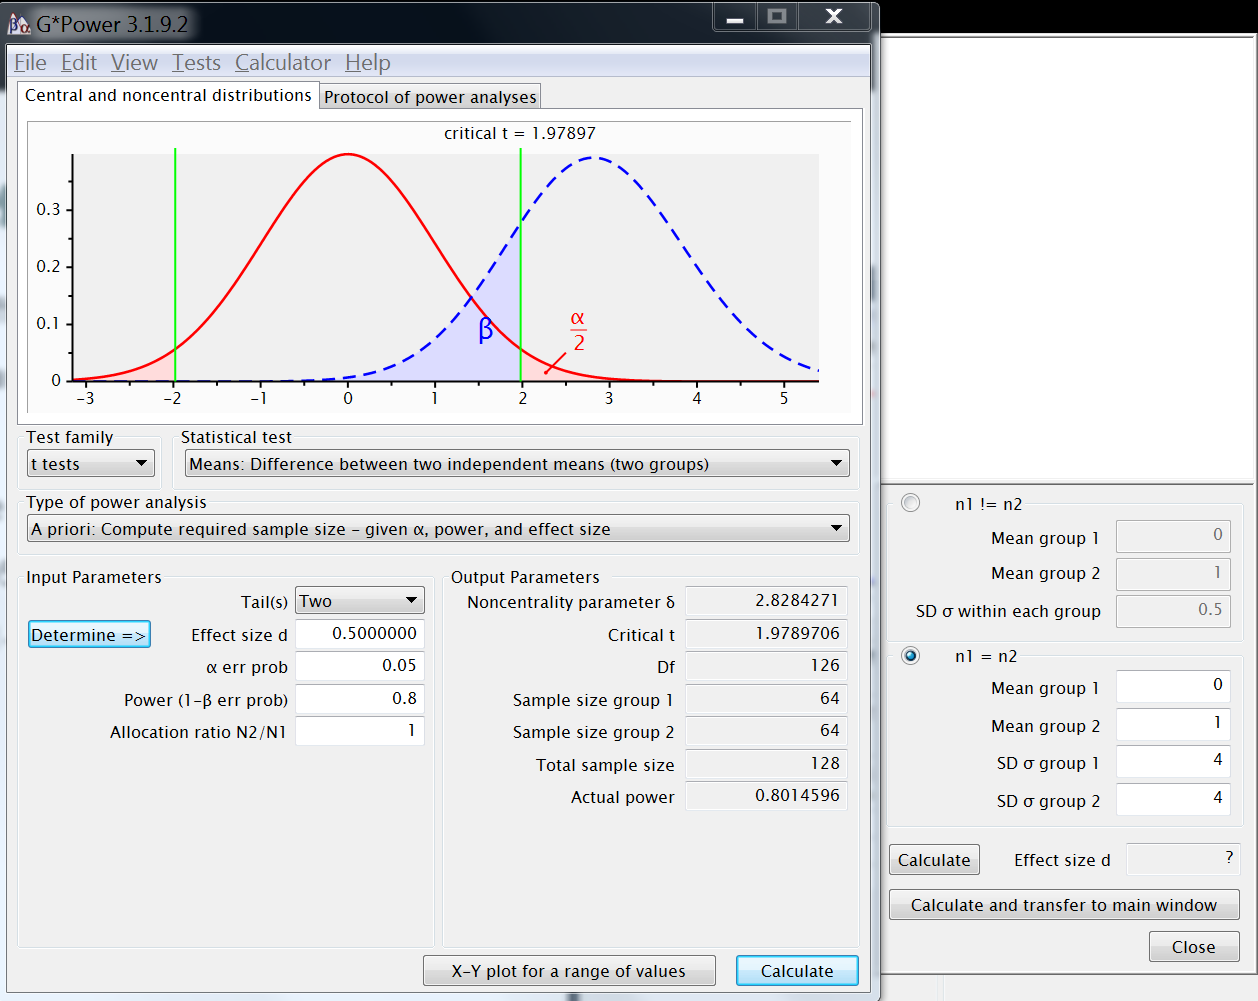 G*Power 3.1.9.2
File Edit View Tests Calculator Help
Central and noncentral distributions Protocol of power analyses
critical t = 1.97897
0.3
0.2
0.1
0
β
α
2
-3 -2 -1 0 1 2 3 4 5
Test family
t tests
Statistical test
Means: Difference between two independent means (two groups)
Type of power analysis
A priori: Compute required sample size – given α, power, and effect size
Input Parameters
Tail(s) Two
Determine => Effect size d 0.5000000
α err prob 0.05
Power (1-β err prob) 0.8
Allocation ratio N2/N1 1
Output Parameters
Noncentrality parameter δ 2.8284271
Critical t 1.9789706
Df 126
Sample size group 1 64
Sample size group 2 64
Total sample size 128
Actual power 0.8014596
X-Y plot for a range of values Calculate
n1 != n2
Mean group 1 0
Mean group 2 1
SD σ within each group 0.5
n1 = n2
Mean group 1 0
Mean group 2 1
SD σ group 1 4
SD σ group 2 4
Calculate Effect size d ?
Calculate and transfer to main window
Close